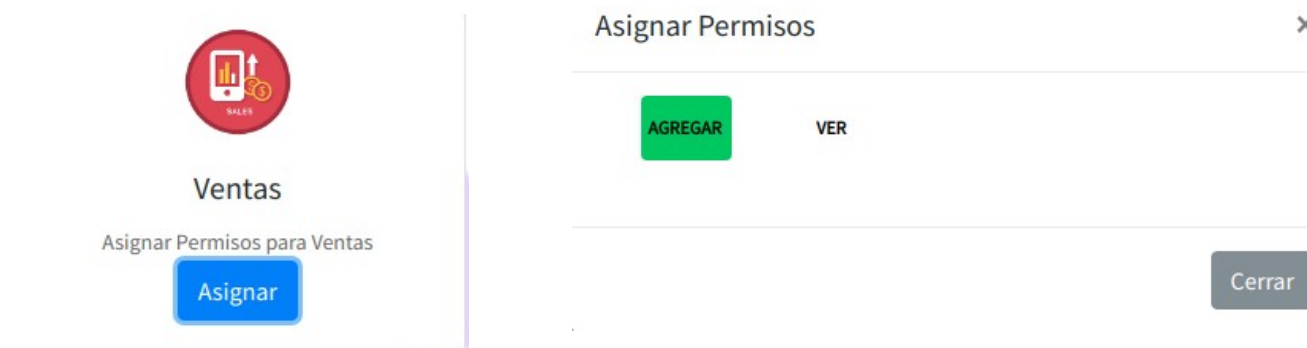 SALES
Ventas
Asignar Permisos para Ventas
Asignar
Asignar Permisos
×
AGREGAR VER
Cerrar